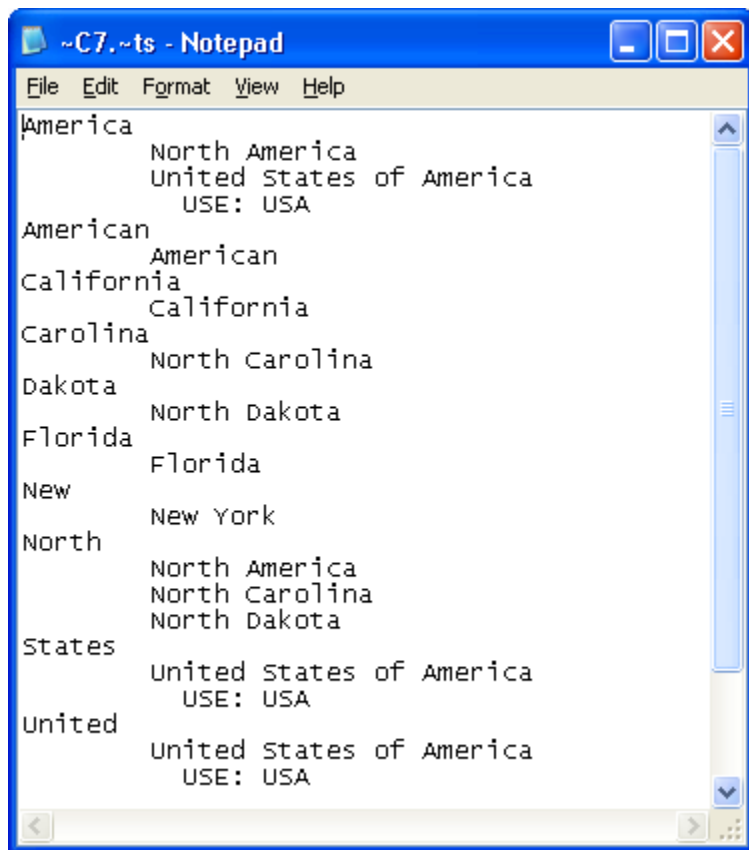 ~C7.~ts - Notepad
File Edit Format View Help
America
North America
United States of America
USE: USA
American
American
California
California
Carolina
North Carolina
Dakota
North Dakota
Florida
Florida
New
New York
North
North America
North Carolina
North Dakota
States
United States of America
USE: USA
United
United States of America
USE: USA